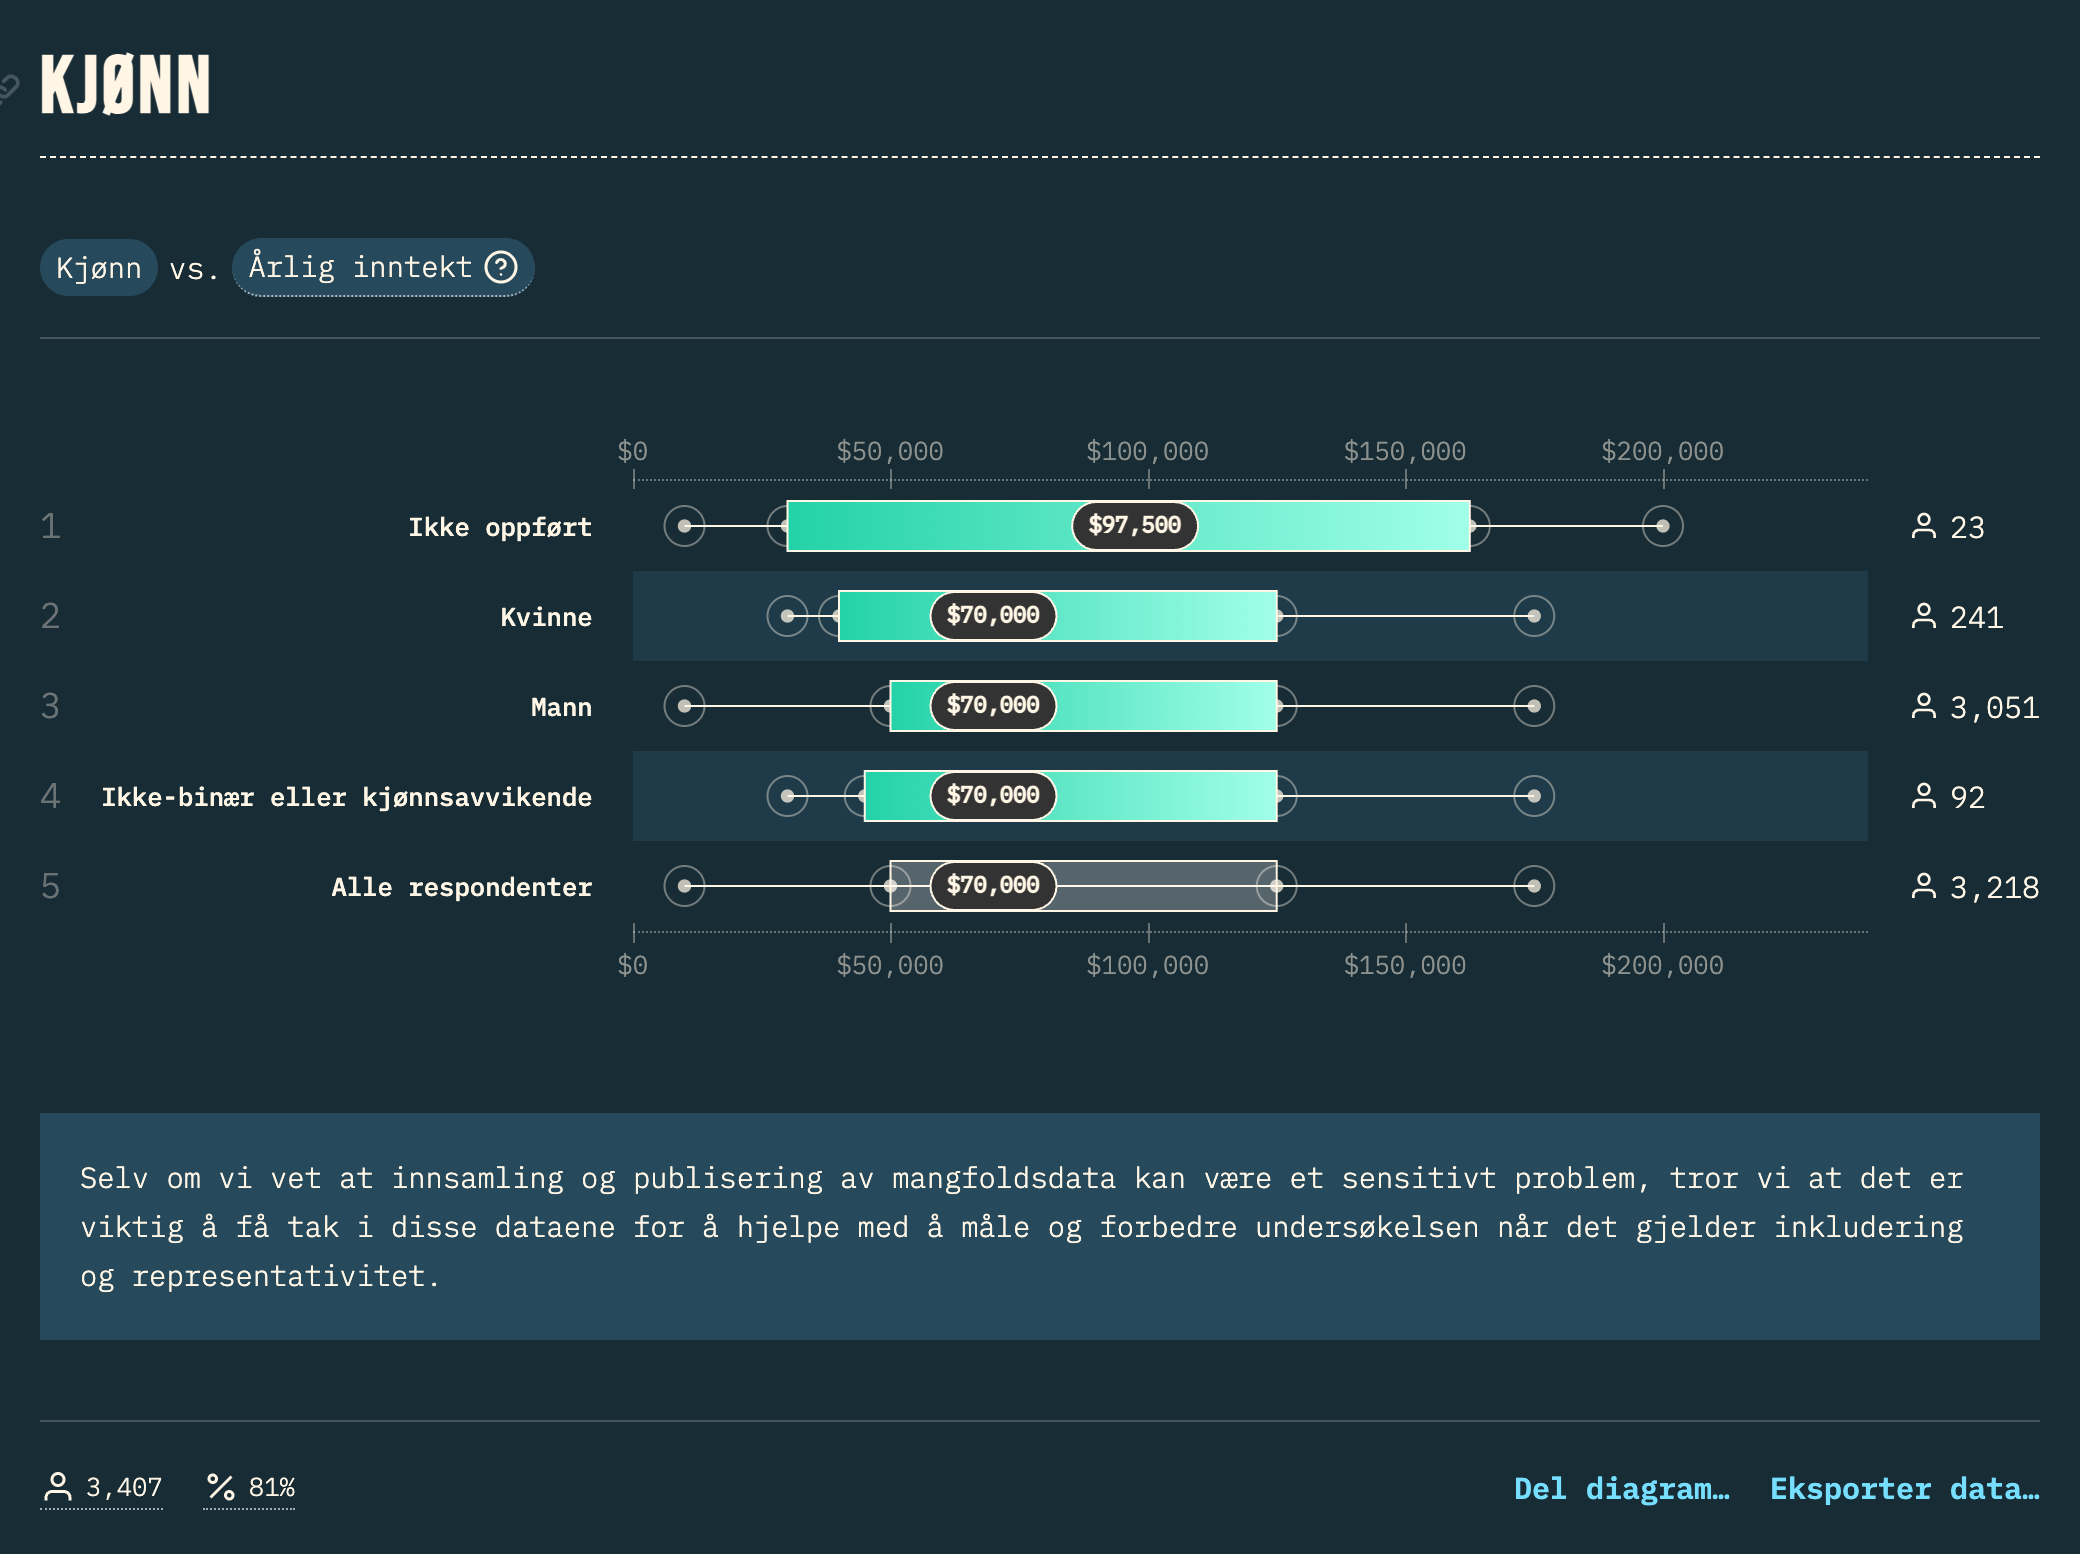 KJØNN
Kjønn vs. Årlig inntekt
$0 $50,000 $100,000 $150,000 $200,000
1 Ikke oppført $97,500 23
2 Kvinne $70,000 241
3 Mann $70,000 3,051
4 Ikke-binær eller kjønnsavvikende $70,000 92
5 Alle respondenter $70,000 3,218
$0 $50,000 $100,000 $150,000 $200,000
Selv om vi vet at innsamling og publisering av mangfoldsdata kan være et sensitivt problem, tror vi at det er
viktig å få tak i disse dataene for å hjelpe med å måle og forbedre undersøkelsen når det gjelder inkludering
og representativitet.
3,407 81% Del diagram… Eksporter data…